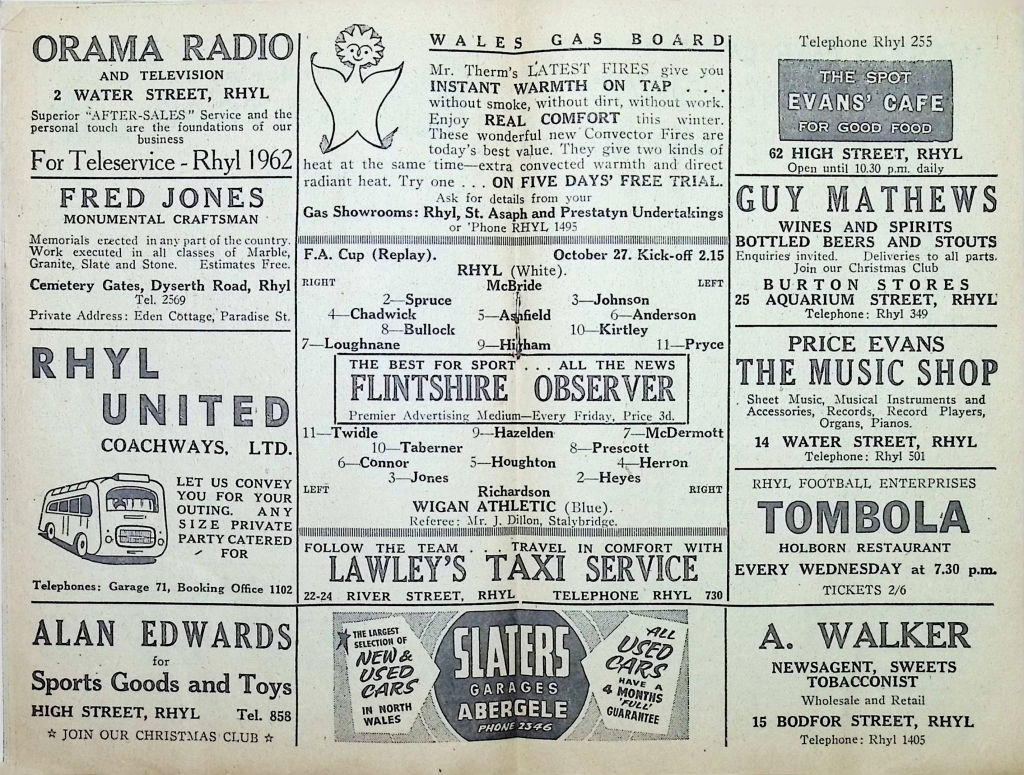 ORAMA RADIO
AND TELEVISION
2 WATER STREET, RHYL
Superior "AFTER-SALES" Service and the
personal touch are the foundations of our
business
For Teleservice - Rhyl 1962
FRED JONES
MONUMENTAL CRAFTSMAN
Memorials erected in any part of the country.
Work executed in all classes of Marble,
Granite, Slate and Stone. Estimates Free.
Cemetery Gates, Dyserth Road, Rhyl
Tel. 2569
Private Address: Eden Cottage, Paradise St.
RHYL
UNITED
COACHWAYS, LTD.
LET US CONVEY
YOU FOR YOUR
OUTING. ANY
SIZE PRIVATE
PARTY CATERED
FOR
Telephones: Garage 71, Booking Office 1102
ALAN EDWARDS
for
Sports Goods and Toys
HIGH STREET, RHYL Tel. 858
☆ JOIN OUR CHRISTMAS CLUB ☆
WALES GAS BOARD
Mr. Therm's LATEST FIRES give you
INSTANT WARMTH ON TAP . . .
without smoke, without dirt, without work.
Enjoy REAL COMFORT this winter.
These wonderful new Convector Fires are
today's best value. They give two kinds of
heat at the same time—extra convected warmth and direct
radiant heat. Try one . . . ON FIVE DAYS' FREE TRIAL.
Ask for details from your
Gas Showrooms: Rhyl, St. Asaph and Prestatyn Undertakings
or 'Phone RHYL 1495
F.A. Cup (Replay). October 27. Kick-off 2.15
RHYL (White).
RIGHT McBride LEFT
2—Spruce 3—Johnson
4—Chadwick 5—Ashfield 6—Anderson
8—Bullock 10—Kirtley
7—Loughnane 9—Higham 11—Pryce
THE BEST FOR SPORT . . . ALL THE NEWS
FLINTSHIRE OBSERVER
Premier Advertising Medium—Every Friday, Price 3d.
11—Twidle 9—Hazelden 7—McDermott
10—Taberner 8—Prescott
6—Connor 5—Houghton 4—Herron
3—Jones 2—Heyes
LEFT Richardson RIGHT
WIGAN ATHLETIC (Blue).
Referee: Mr. J. Dillon, Stalybridge.
FOLLOW THE TEAM . . . TRAVEL IN COMFORT WITH
LAWLEY'S TAXI SERVICE
22-24 RIVER STREET, RHYL TELEPHONE RHYL 730
THE LARGEST
SELECTION OF
NEW &
USED
CARS
IN NORTH
WALES
SLATERS
GARAGES
ABERGELE
PHONE 2346
ALL
USED
CARS
HAVE A
4 MONTHS
'FULL'
GUARANTEE
Telephone Rhyl 255
THE SPOT
EVANS' CAFE
FOR GOOD FOOD
62 HIGH STREET, RHYL
Open until 10.30 p.m. daily
GUY MATHEWS
WINES AND SPIRITS
BOTTLED BEERS AND STOUTS
Enquiries invited. Deliveries to all parts.
Join our Christmas Club
BURTON STORES
25 AQUARIUM STREET, RHYL
Telephone: Rhyl 349
PRICE EVANS
THE MUSIC SHOP
Sheet Music, Musical Instruments and
Accessories, Records, Record Players,
Organs, Pianos.
14 WATER STREET, RHYL
Telephone: Rhyl 501
RHYL FOOTBALL ENTERPRISES
TOMBOLA
HOLBORN RESTAURANT
EVERY WEDNESDAY at 7.30 p.m.
TICKETS 2/6
A. WALKER
NEWSAGENT, SWEETS
TOBACCONIST
Wholesale and Retail
15 BODFOR STREET, RHYL
Telephone: Rhyl 1405